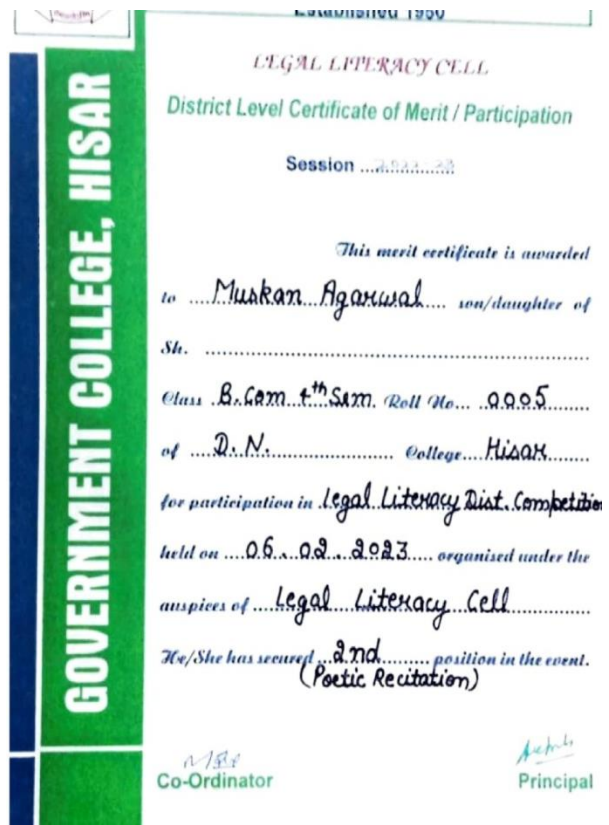 Established 1950
LEGAL LITERACY CELL
District Level Certificate of Merit / Participation
Session ...2022-23
This merit certificate is awarded
to ....Muskan Agarwal.... son/daughter of
Sh. ....................
Class .B.Com 4th Sem. Roll No... 0005......
of ...D.N................ College...Hisar......
for participation in .Legal Literacy Dist. Competition
held on ....06.02.2023.... organised under the
auspices of ....Legal Literacy Cell..........
He/She has secured ...2nd........ position in the event.
(Poetic Recitation)
Co-Ordinator
Principal
GOVERNMENT COLLEGE, HISAR